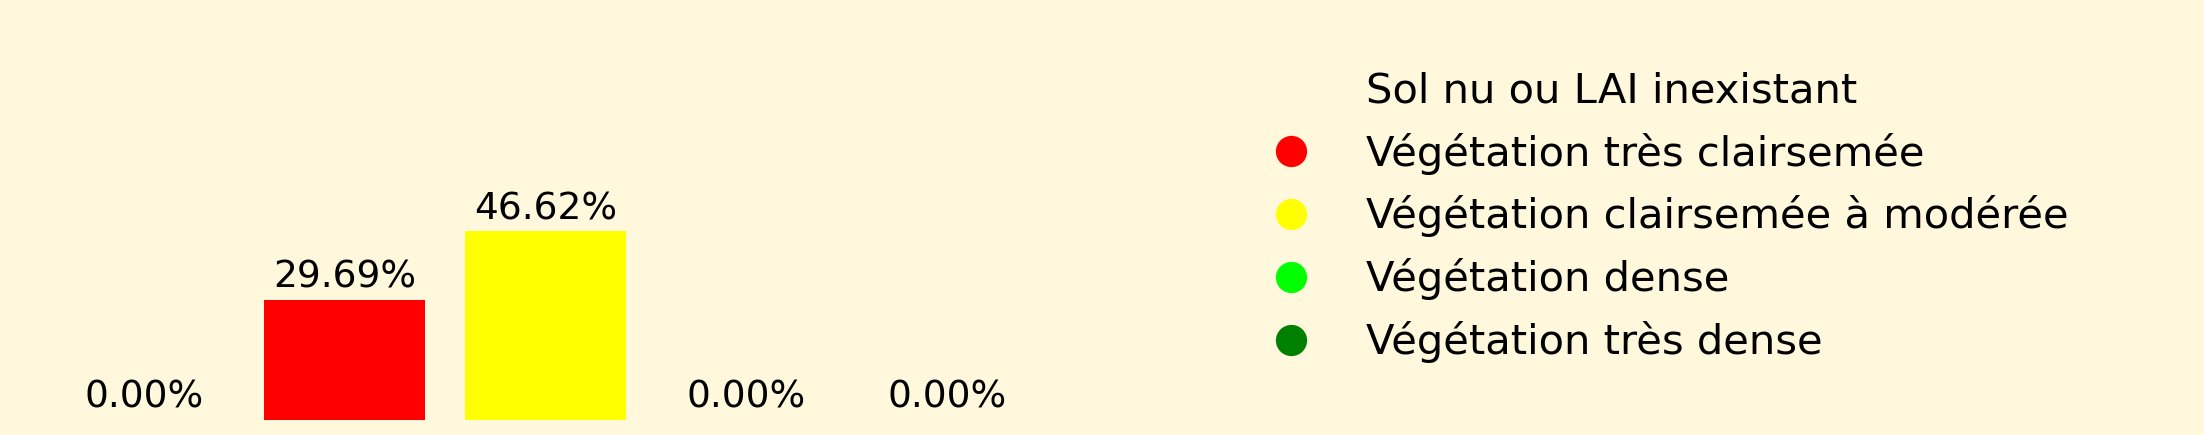 46.62%
29.69%
0.00%
0.00%
0.00%
Sol nu ou LAI inexistant
Végétation très clairsemée
Végétation clairsemée à modérée
Végétation dense
Végétation très dense